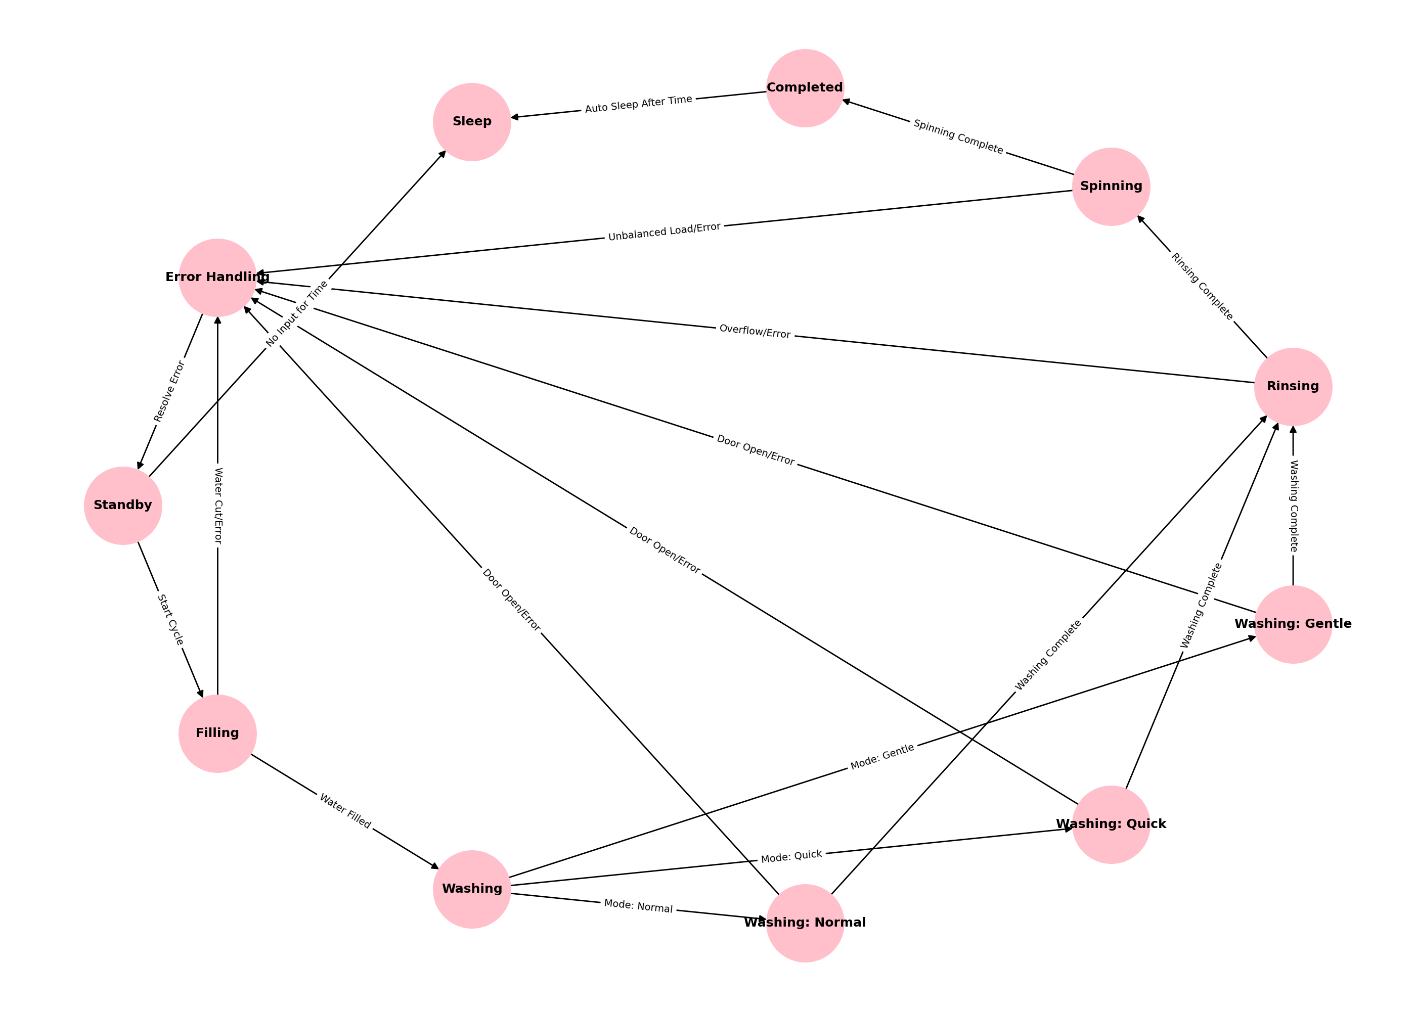 Completed
Sleep
Auto Sleep After Time
Spinning Complete
Spinning
Unbalanced Load/Error
Error Handling
Rinsing Complete
No Input for Time
Overflow/Error
Resolve Error
Rinsing
Door Open/Error
Standby
Water Cut/Error
Washing Complete
Door Open/Error
Door Open/Error
Washing Complete
Start Cycle
Washing: Gentle
Washing Complete
Filling
Mode: Gentle
Water Filled
Washing: Quick
Mode: Quick
Washing
Mode: Normal
Washing: Normal